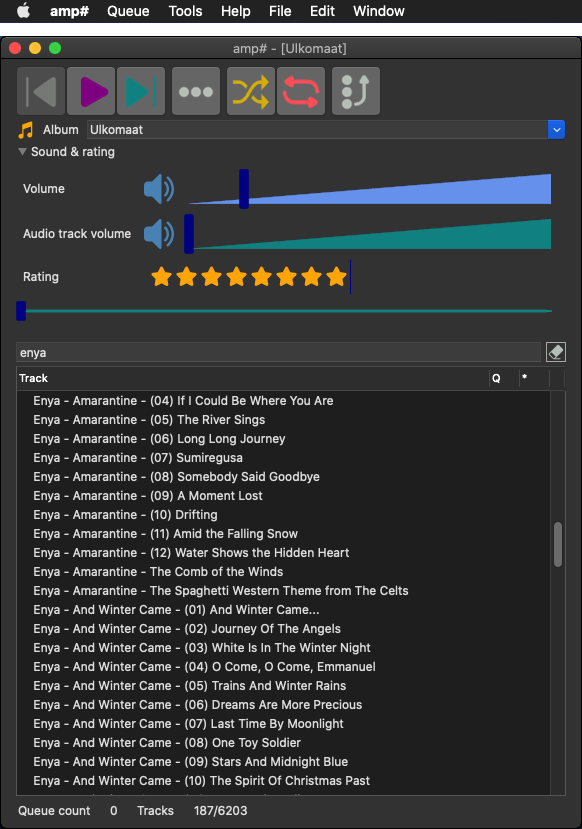 amp# Queue Tools Help File Edit Window
amp# - [Ulkomaat]
Album Ulkomaat
Sound & rating
Volume
Audio track volume
Rating
enya
Track Q *
Enya - Amarantine - (04) If I Could Be Where You Are
Enya - Amarantine - (05) The River Sings
Enya - Amarantine - (06) Long Long Journey
Enya - Amarantine - (07) Sumiregusa
Enya - Amarantine - (08) Somebody Said Goodbye
Enya - Amarantine - (09) A Moment Lost
Enya - Amarantine - (10) Drifting
Enya - Amarantine - (11) Amid the Falling Snow
Enya - Amarantine - (12) Water Shows the Hidden Heart
Enya - Amarantine - The Comb of the Winds
Enya - Amarantine - The Spaghetti Western Theme from The Celts
Enya - And Winter Came - (01) And Winter Came...
Enya - And Winter Came - (02) Journey Of The Angels
Enya - And Winter Came - (03) White Is In The Winter Night
Enya - And Winter Came - (04) O Come, O Come, Emmanuel
Enya - And Winter Came - (05) Trains And Winter Rains
Enya - And Winter Came - (06) Dreams Are More Precious
Enya - And Winter Came - (07) Last Time By Moonlight
Enya - And Winter Came - (08) One Toy Soldier
Enya - And Winter Came - (09) Stars And Midnight Blue
Enya - And Winter Came - (10) The Spirit Of Christmas Past
Queue count 0 Tracks 187/6203